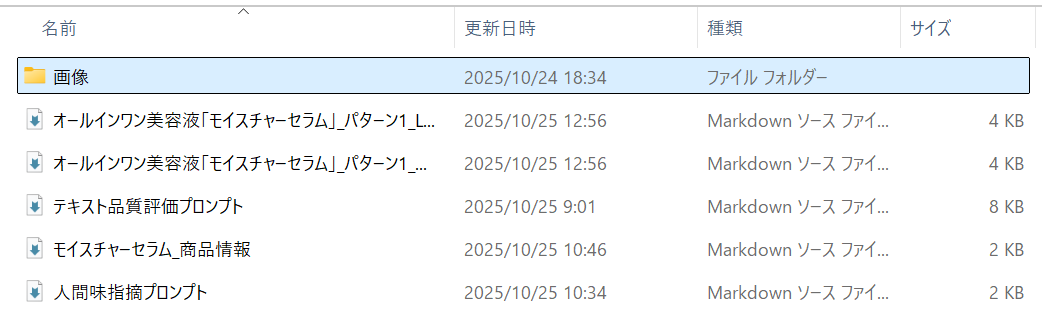 名前 更新日時 種類 サイズ
画像 2025/10/24 18:34 ファイル フォルダー
オールインワン美容液｢モイスチャーセラム｣_パターン1_L... 2025/10/25 12:56 Markdown ソース ファイ... 4 KB
オールインワン美容液｢モイスチャーセラム｣_パターン1_... 2025/10/25 12:56 Markdown ソース ファイ... 4 KB
テキスト品質評価プロンプト 2025/10/25 9:01 Markdown ソース ファイ... 8 KB
モイスチャーセラム_商品情報 2025/10/25 10:46 Markdown ソース ファイ... 2 KB
人間味指摘プロンプト 2025/10/25 10:34 Markdown ソース ファイ... 2 KB